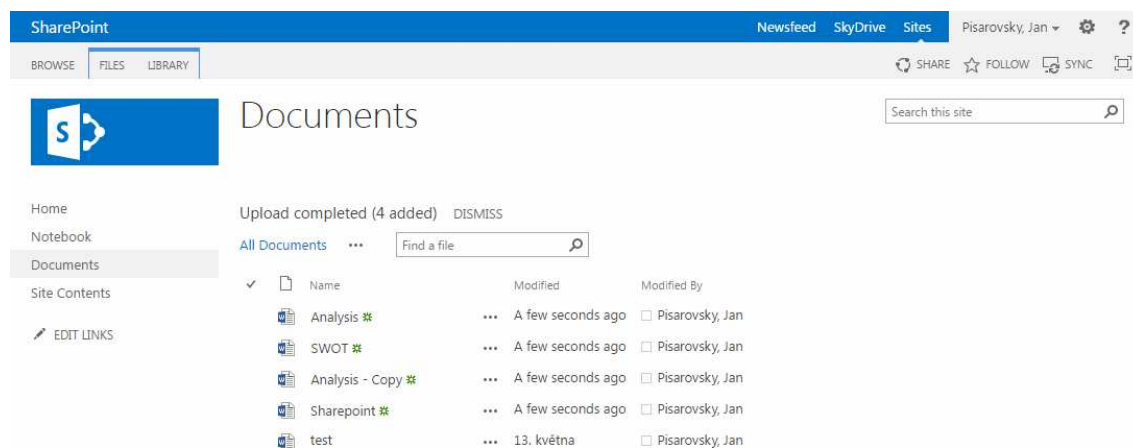 SharePoint Newsfeed SkyDrive Sites Pisarovsky, Jan ?
BROWSE FILES LIBRARY SHARE FOLLOW SYNC
S
Documents
Search this site
Home
Notebook
Documents
Site Contents
EDIT LINKS
Upload completed (4 added) DISMISS
All Documents ••• Find a file
Name Modified Modified By
Analysis ••• A few seconds ago Pisarovsky, Jan
SWOT ••• A few seconds ago Pisarovsky, Jan
Analysis - Copy ••• A few seconds ago Pisarovsky, Jan
Sharepoint ••• A few seconds ago Pisarovsky, Jan
test ••• 13. května Pisarovsky, Jan